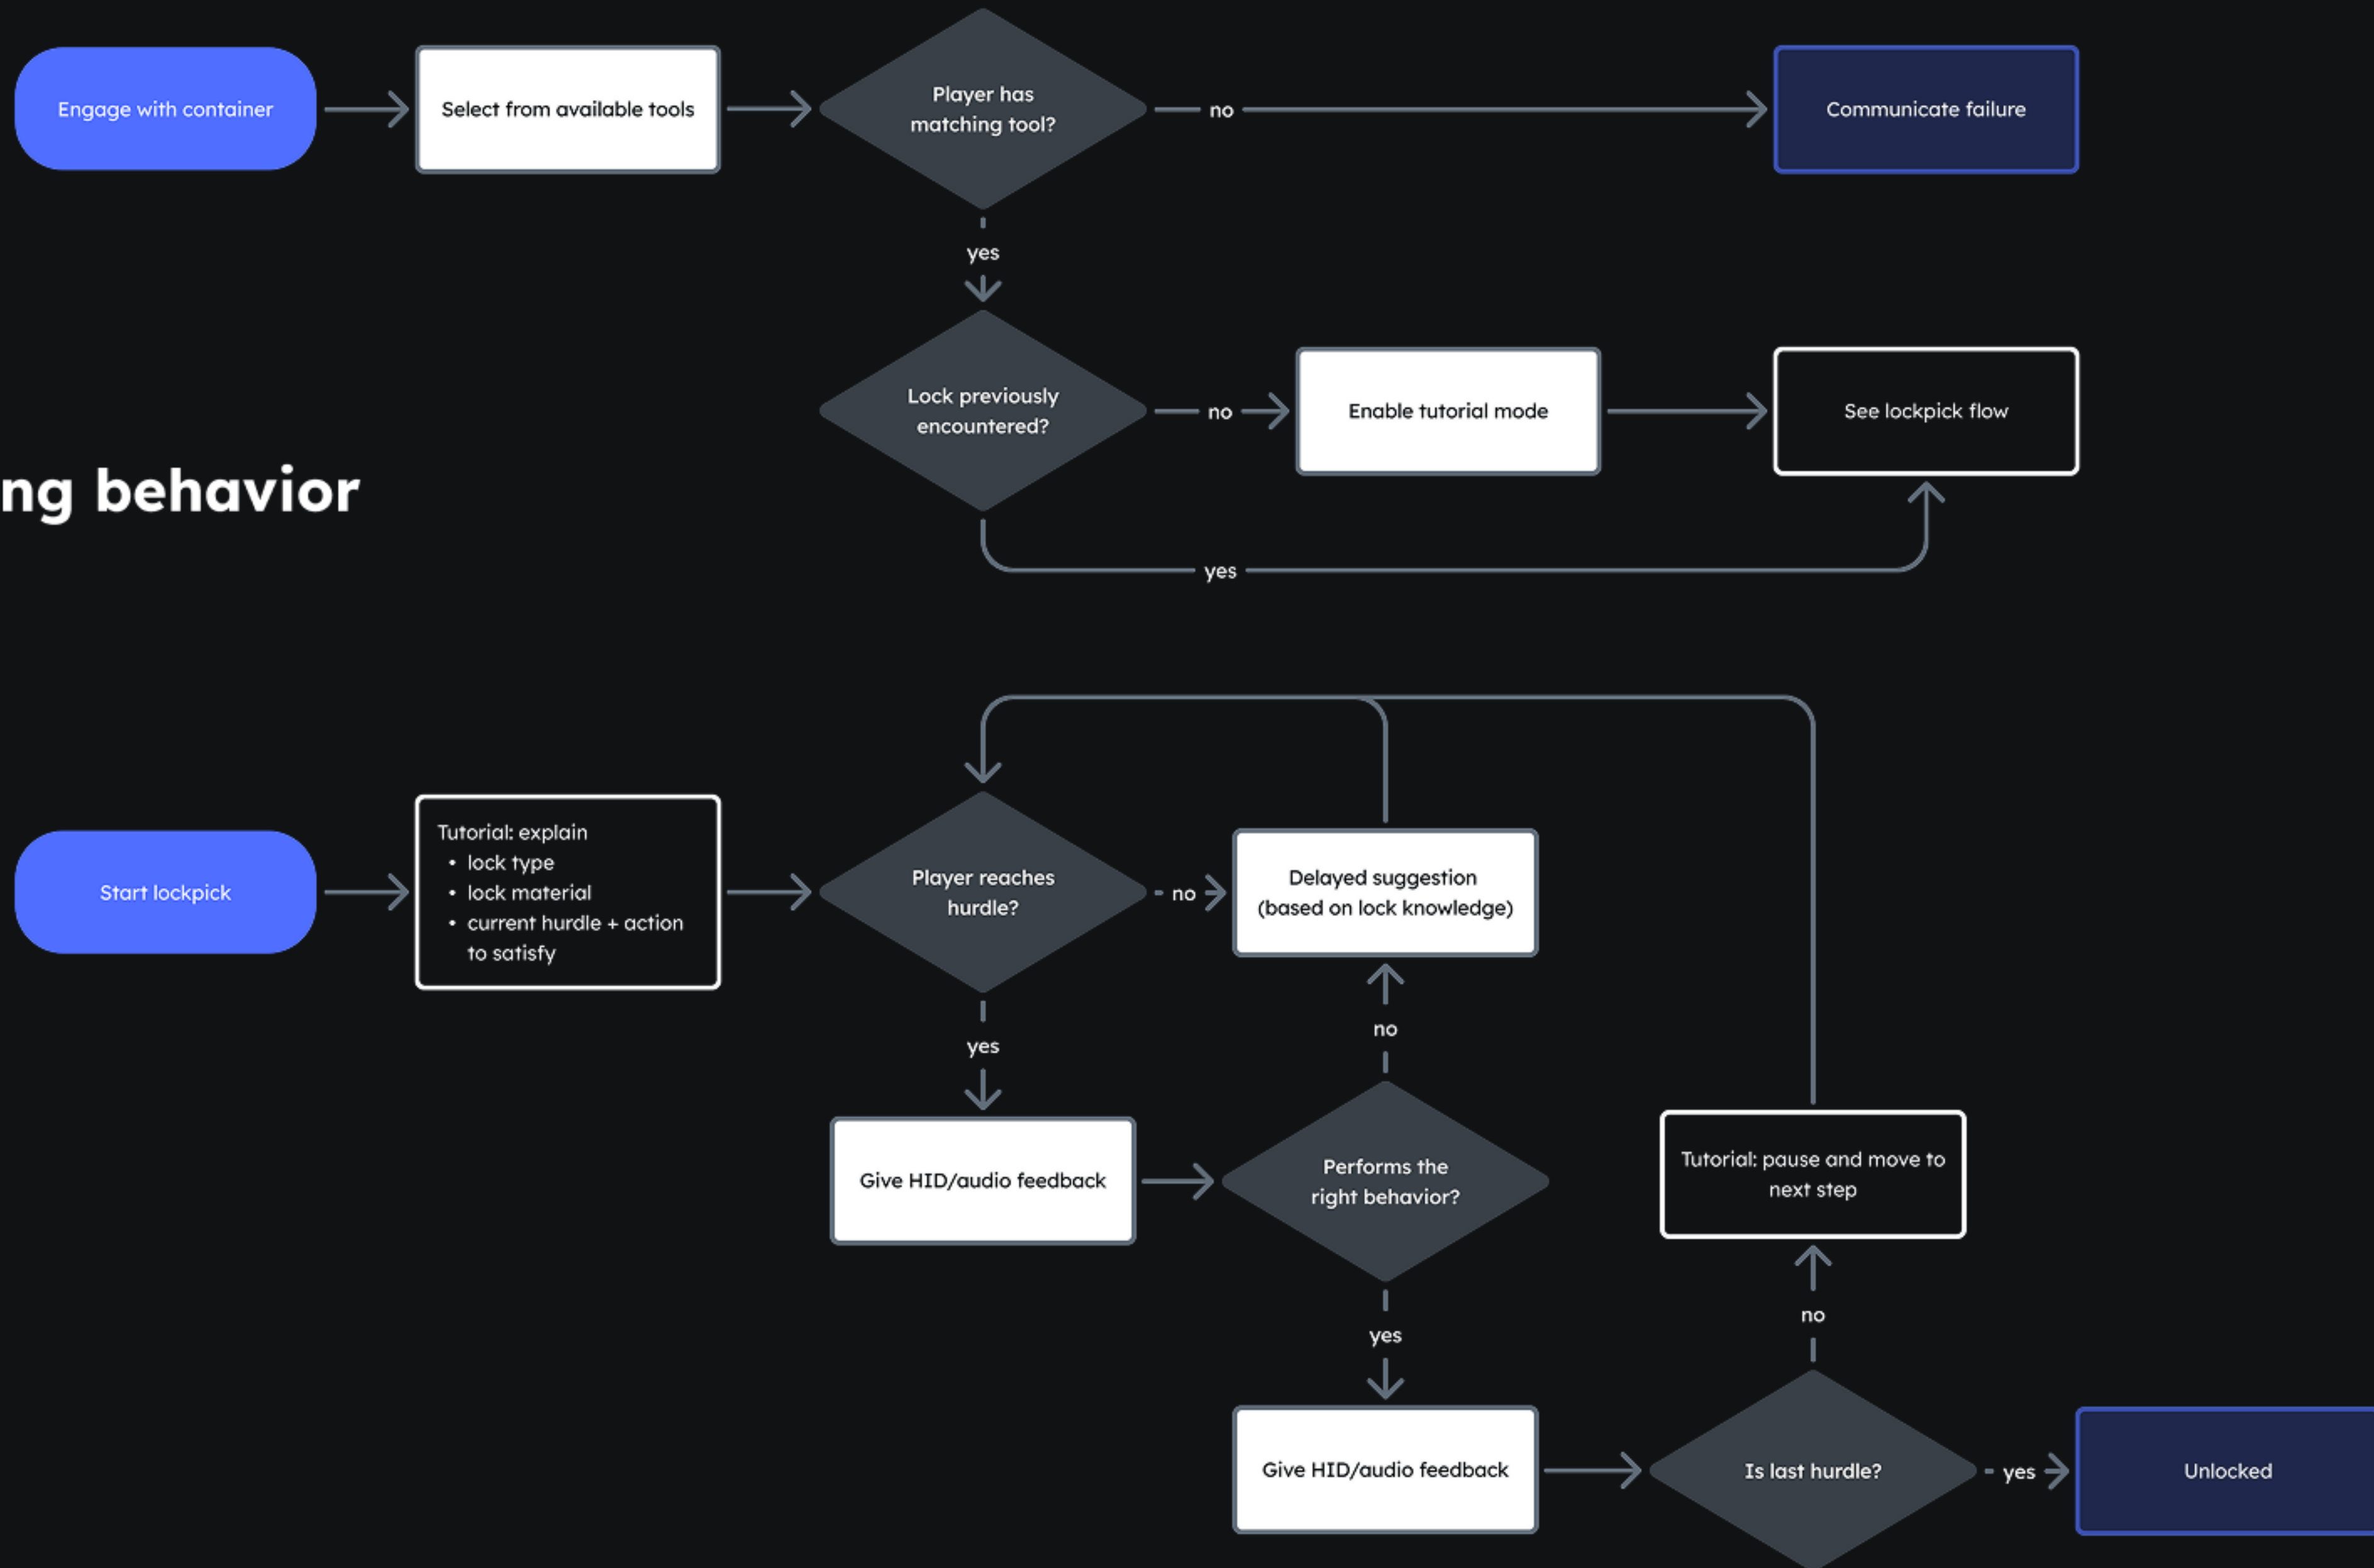 Engage with container
Select from available tools
Player has
matching tool?
no
Communicate failure
yes
Lock previously
encountered?
no
Enable tutorial mode
See lockpick flow
ng behavior
yes
Start lockpick
Tutorial: explain
• lock type
• lock material
• current hurdle + action
to satisfy
Player reaches
hurdle?
no
Delayed suggestion
(based on lock knowledge)
yes
no
Give HID/audio feedback
Performs the
right behavior?
Tutorial: pause and move to
next step
yes
no
Give HID/audio feedback
Is last hurdle?
yes
Unlocked